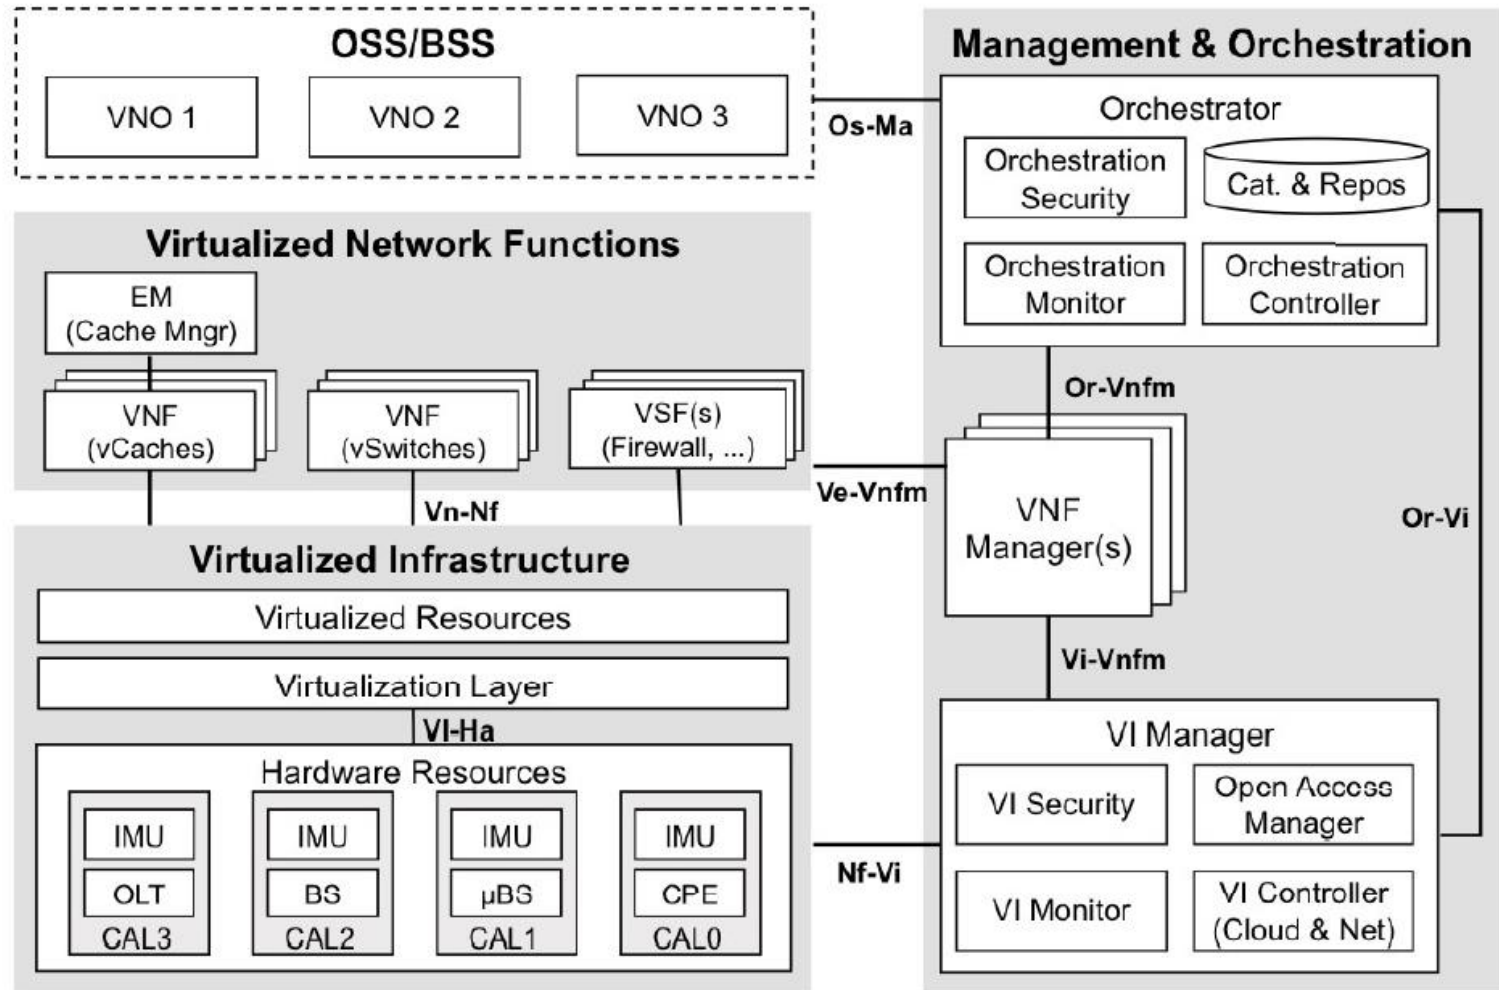 OSS/BSS
VNO 1
VNO 2
VNO 3
Os-Ma
Management & Orchestration
Orchestrator
Orchestration
Security
Cat. & Repos
Orchestration
Monitor
Orchestration
Controller
Virtualized Network Functions
EM
(Cache Mngr)
VNF
(vCaches)
VNF
(vSwitches)
VSF(s)
(Firewall, ...)
Or-Vnfm
Ve-Vnfm
VNF
Manager(s)
Or-Vi
Vn-Nf
Virtualized Infrastructure
Virtualized Resources
Virtualization Layer
VI-Ha
Hardware Resources
IMU
OLT
CAL3
IMU
BS
CAL2
IMU
µBS
CAL1
IMU
CPE
CAL0
Vi-Vnfm
Nf-Vi
VI Manager
VI Security
Open Access
Manager
VI Monitor
VI Controller
(Cloud & Net)